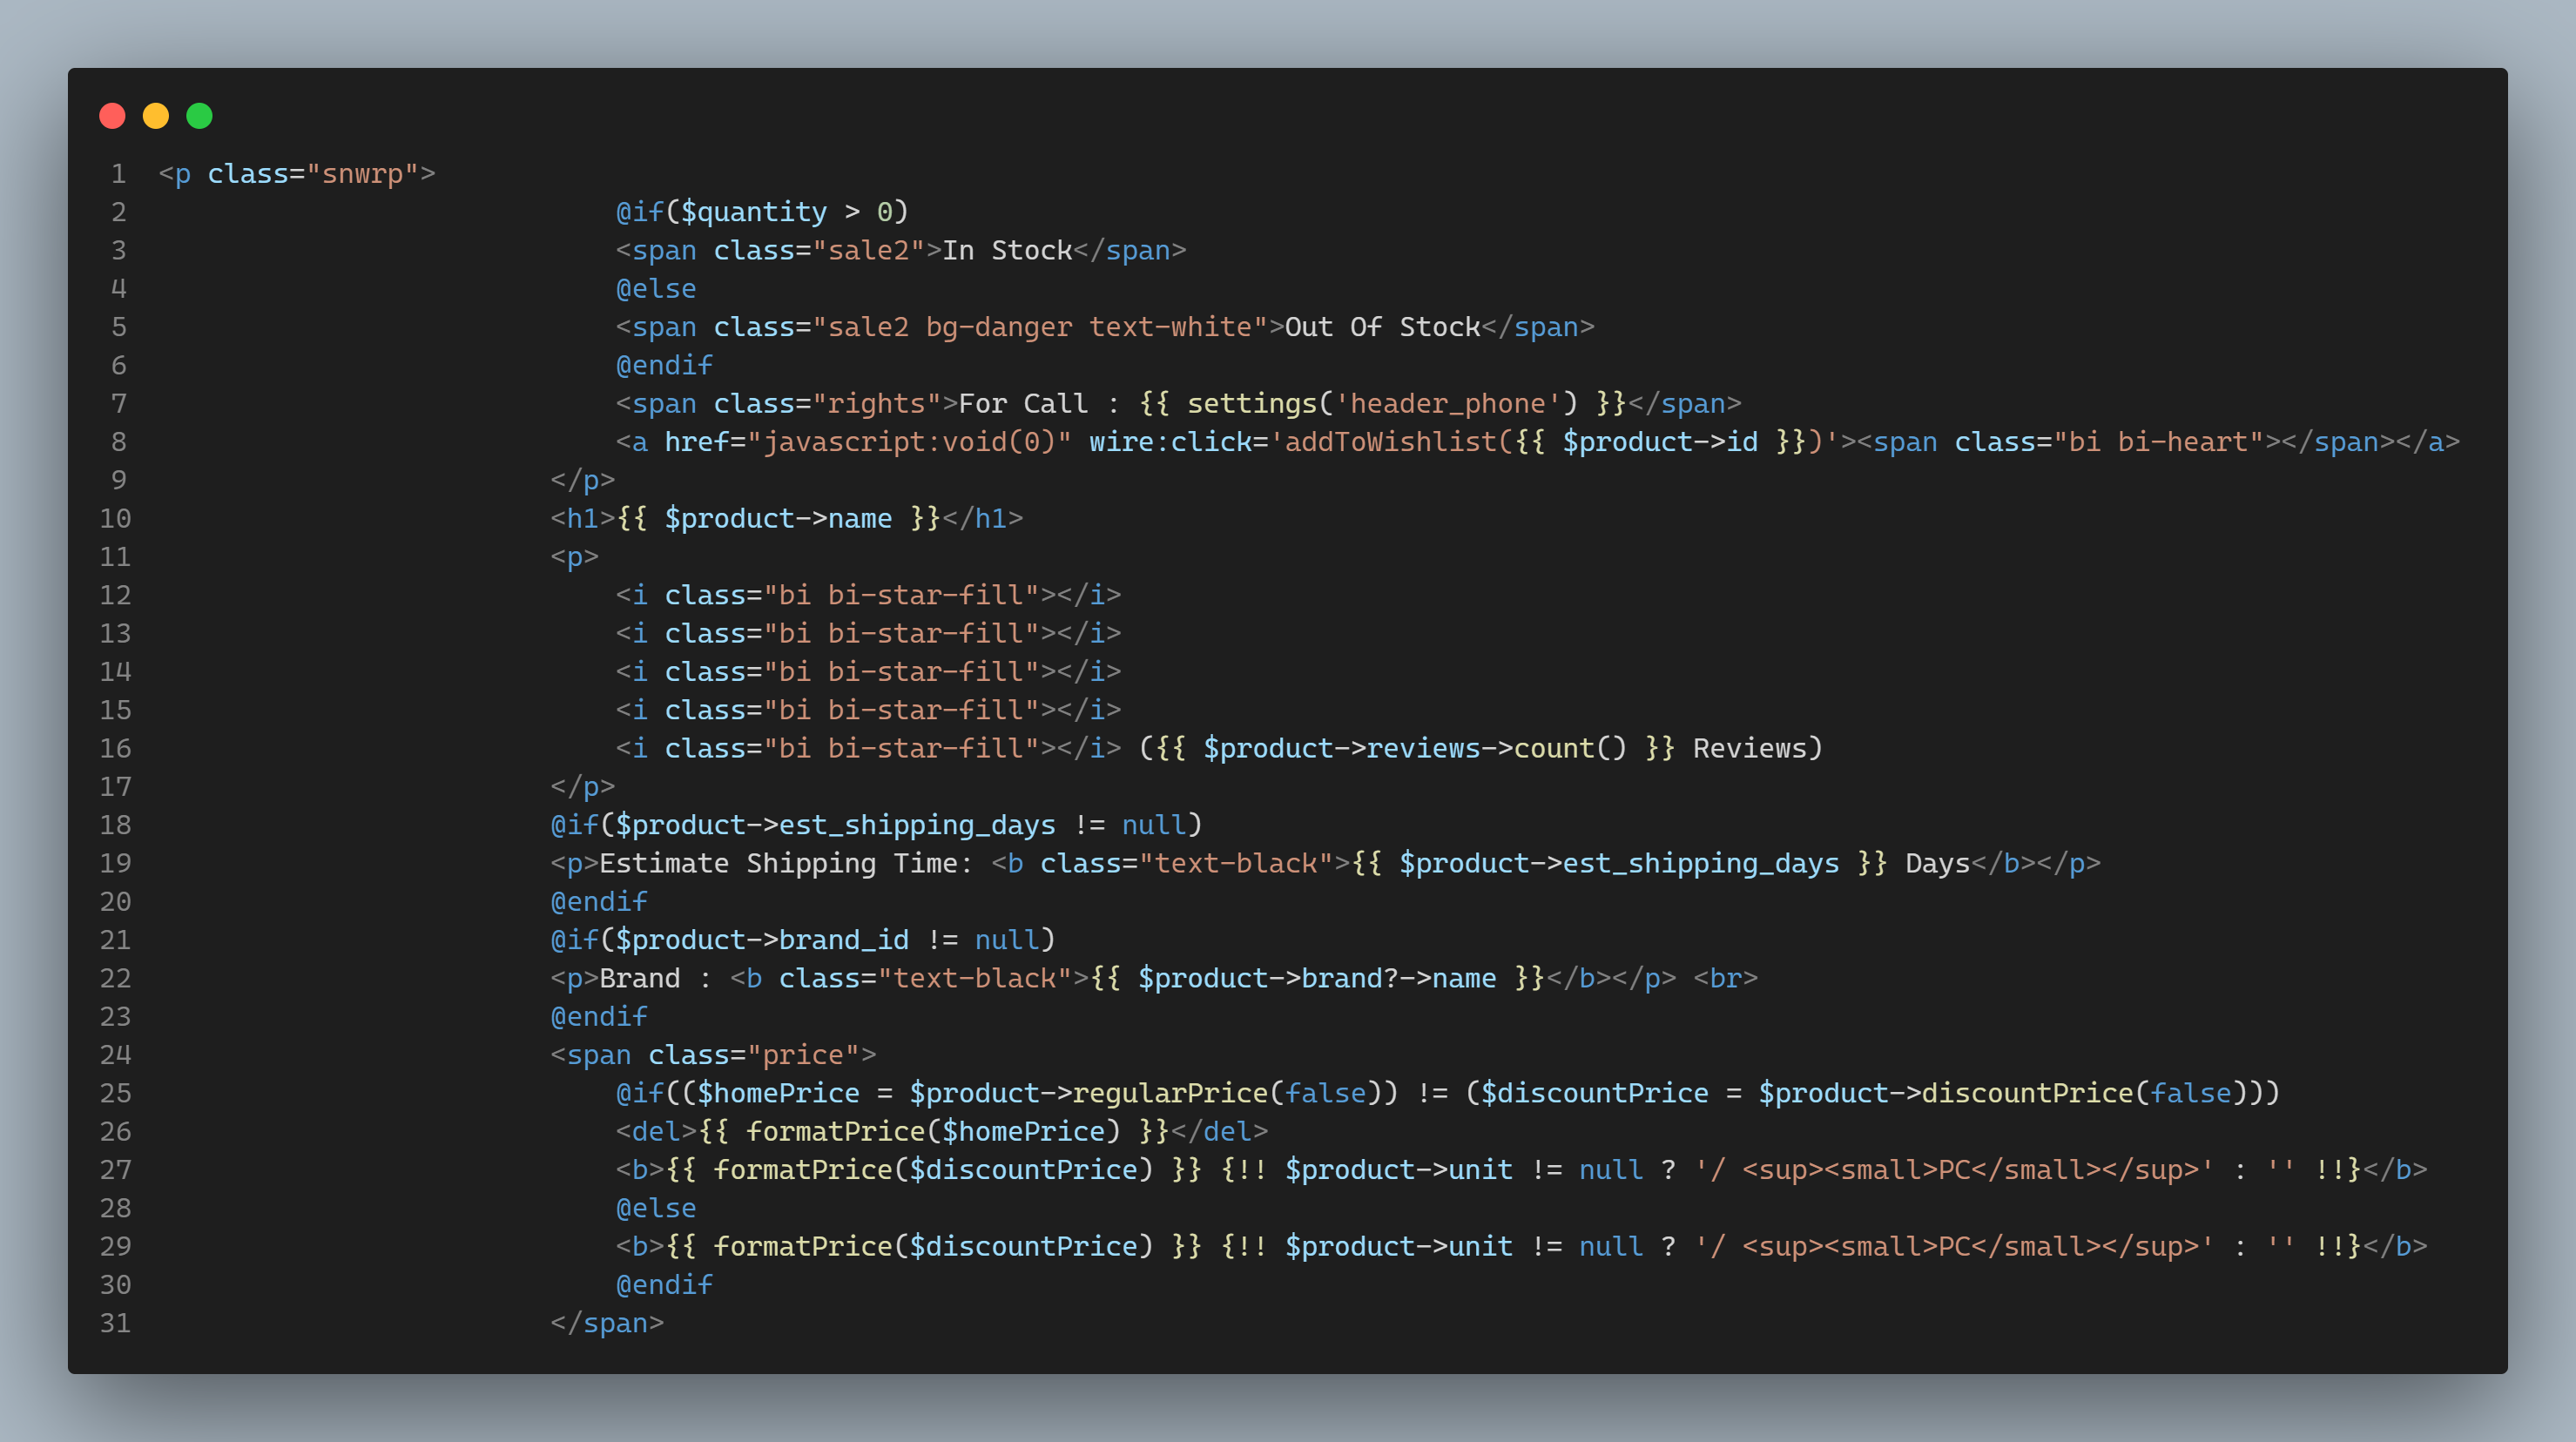 1 <p class="snwrp">
2 @if($quantity > 0)
3 <span class="sale2">In Stock</span>
4 @else
5 <span class="sale2 bg-danger text-white">Out Of Stock</span>
6 @endif
7 <span class="rights">For Call : {{ settings('header_phone') }}</span>
8 <a href="javascript:void(0)" wire:click='addToWishlist({{ $product->id }})'><span class="bi bi-heart"></span></a>
9 </p>
10 <h1>{{ $product->name }}</h1>
11 <p>
12 <i class="bi bi-star-fill"></i>
13 <i class="bi bi-star-fill"></i>
14 <i class="bi bi-star-fill"></i>
15 <i class="bi bi-star-fill"></i>
16 <i class="bi bi-star-fill"></i> ({{ $product->reviews->count() }} Reviews)
17 </p>
18 @if($product->est_shipping_days != null)
19 <p>Estimate Shipping Time: <b class="text-black">{{ $product->est_shipping_days }} Days</b></p>
20 @endif
21 @if($product->brand_id != null)
22 <p>Brand : <b class="text-black">{{ $product->brand?->name }}</b></p> <br>
23 @endif
24 <span class="price">
25 @if(($homePrice = $product->regularPrice(false)) != ($discountPrice = $product->discountPrice(false)))
26 <del>{{ formatPrice($homePrice) }}</del>
27 <b>{{ formatPrice($discountPrice) }} {!! $product->unit != null ? '/ <sup><small>PC</small></sup>' : '' !!}</b>
28 @else
29 <b>{{ formatPrice($discountPrice) }} {!! $product->unit != null ? '/ <sup><small>PC</small></sup>' : '' !!}</b>
30 @endif
31 </span>